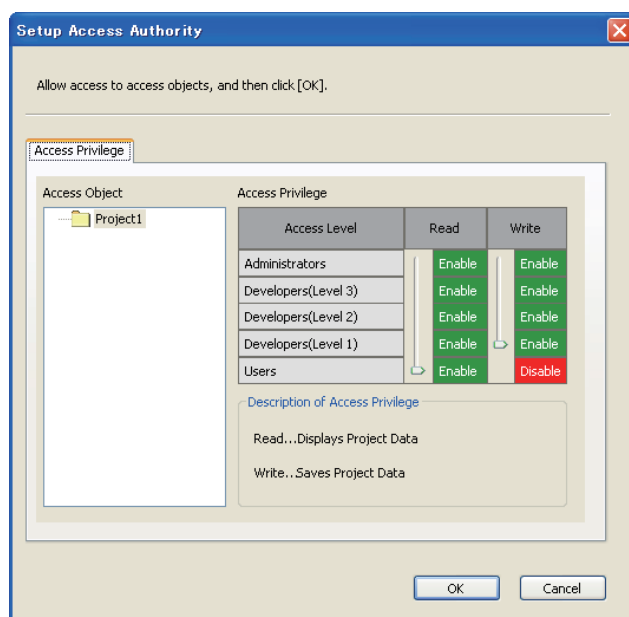 Setup Access Authority
Allow access to access objects, and then click [OK].
Access Privilege
Access Object
Access Privilege
Project1
Access Level Read Write
Administrators Enable Enable
Developers(Level 3) Enable Enable
Developers(Level 2) Enable Enable
Developers(Level 1) Enable Enable
Users Enable Disable
Description of Access Privilege
Read...Displays Project Data
Write...Saves Project Data
OK Cancel